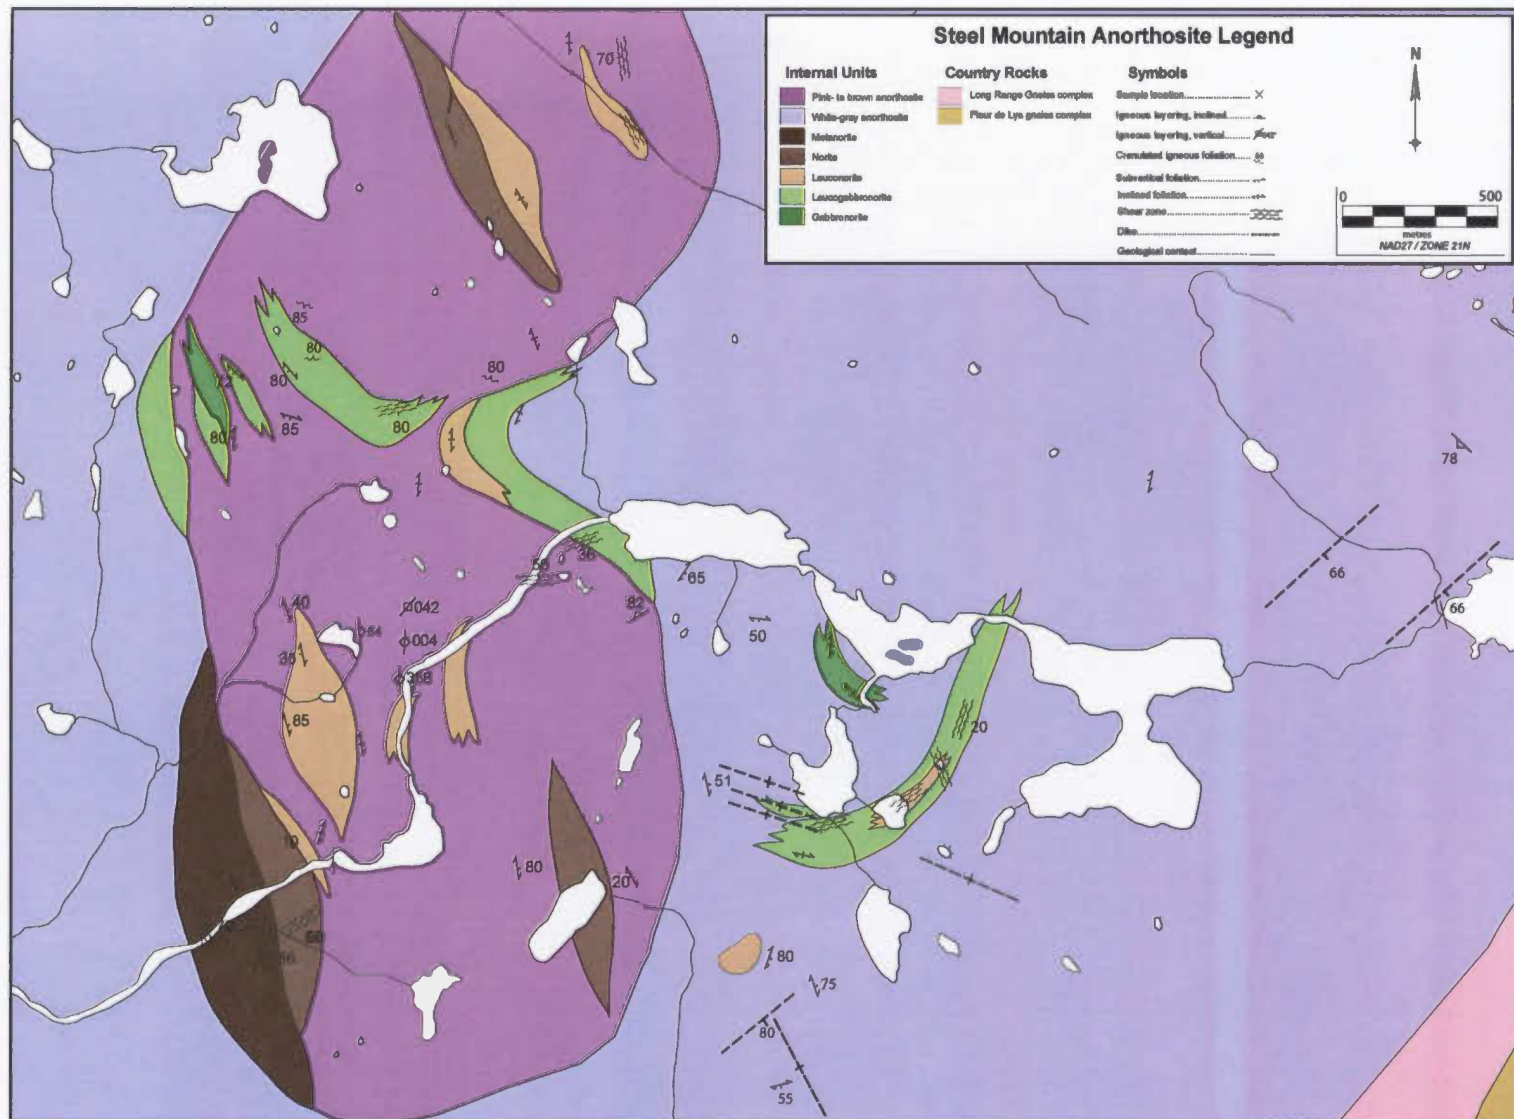 Steel Mountain Anorthosite Legend
Internal Units
Pink- to brown anorthosite
White-gray anorthosite
Melanorite
Norite
Leuconorite
Leucogabbronorite
Gabbronorite
Country Rocks
Long Range Gneiss complex
Fleur de Lys gneiss complex
Symbols
Sample location
Igneous layering, inclined
Igneous layering, vertical
Crenulated igneous foliation
Subvertical foliation
Inclined foliation
Shear zone
Dike
Geological contact
N
0 500
metres
NAD27 / ZONE 21N
70
85
80
80
80
72
80
85
80
78
66
66
50
36
65
82
50
40
042
54
004
35
368
85
20
51
10
80
20
80
75
80
55